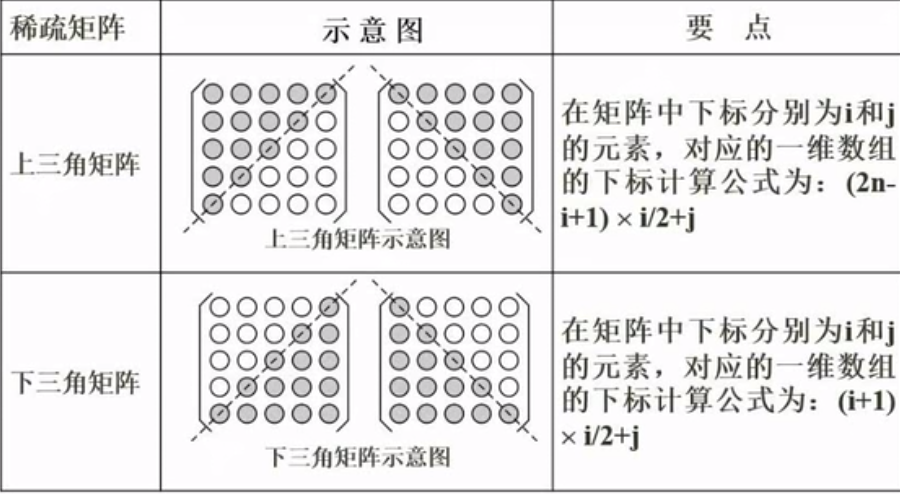 稀疏矩阵 示意图 要 点
上三角矩阵
上三角矩阵示意图
在矩阵中下标分别为i和j
的元素，对应的一维数组
的下标计算公式为：(2n-
i+1) × i/2+j
下三角矩阵
下三角矩阵示意图
在矩阵中下标分别为i和j
的元素，对应的一维数组
的下标计算公式为：(i+1)
× i/2+j